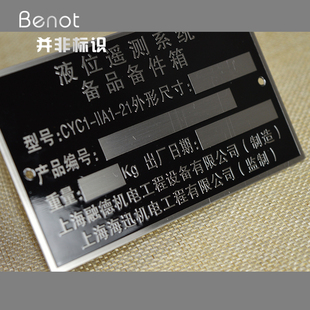 Benot
并非标识
液位遥测系统
备品备件箱
型号:CYC1-IIA1-21外形尺寸:
产品编号:
重量: Kg 出厂日期:
上海融德机电工程设备有限公司(制造)
上海海迅机电工程有限公司(监制)